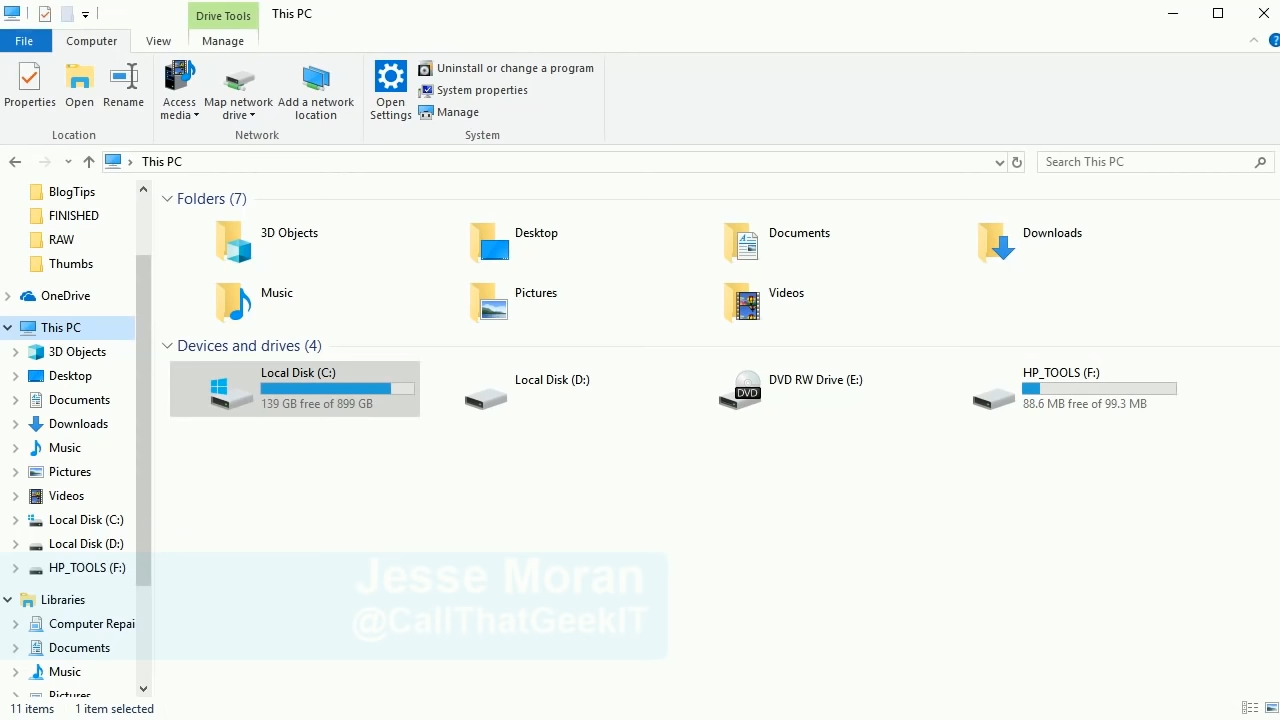 Drive Tools
This PC
File
Computer
View
Manage
Properties
Open
Rename
Access media
Map network drive
Add a network location
Open Settings
Uninstall or change a program
System properties
Manage
Location
Network
System
This PC
Search This PC
BlogTips
FINISHED
RAW
Thumbs
OneDrive
This PC
3D Objects
Desktop
Documents
Downloads
Music
Pictures
Videos
Local Disk (C:)
Local Disk (D:)
HP_TOOLS (F:)
Libraries
Computer Repai
Documents
Music
Pictures
Folders (7)
3D Objects
Desktop
Documents
Downloads
Music
Pictures
Videos
Devices and drives (4)
Local Disk (C:)
139 GB free of 899 GB
Local Disk (D:)
DVD RW Drive (E:)
DVD
HP_TOOLS (F:)
88.6 MB free of 99.3 MB
Jesse Moran
@CallThatGeekIT
11 items
1 item selected